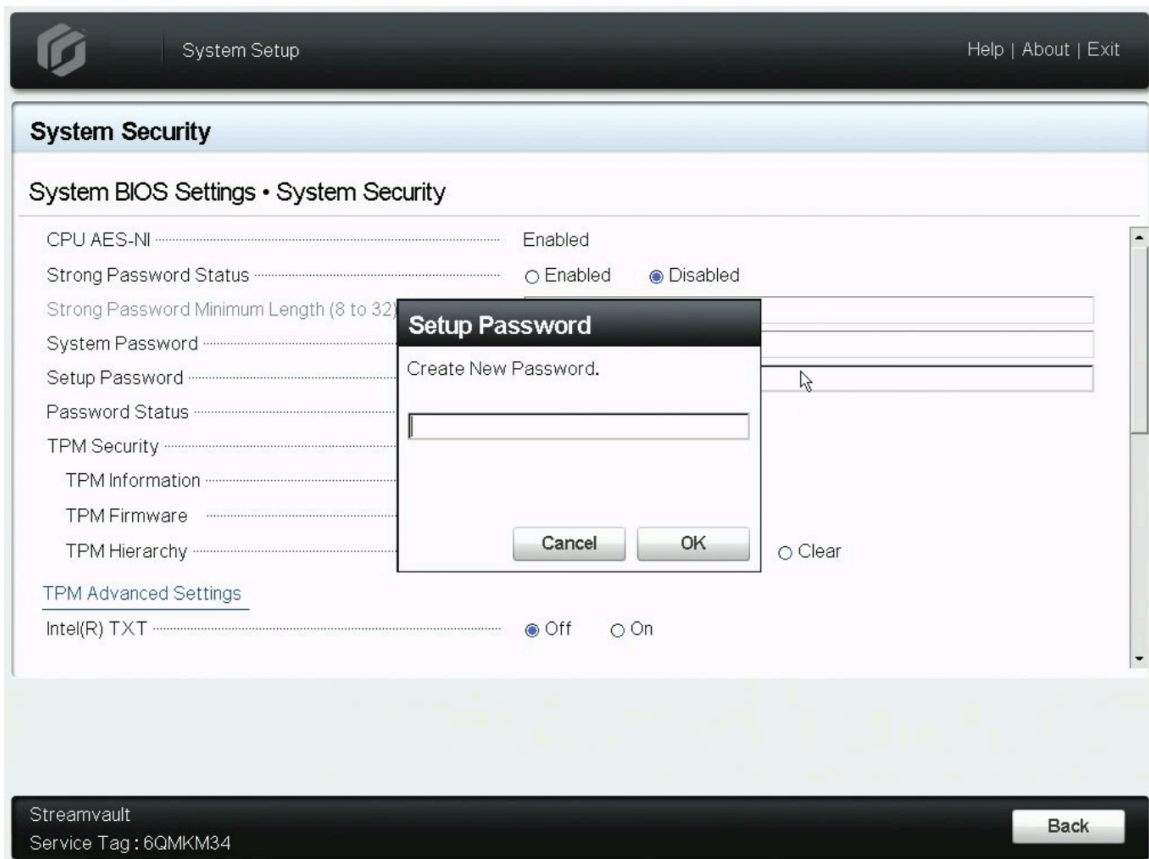 System Setup
Help | About | Exit
System Security
System BIOS Settings • System Security
CPU AES-NI Enabled
Strong Password Status Enabled Disabled
Strong Password Minimum Length (8 to 32)
System Password
Setup Password
Password Status
TPM Security
TPM Information
TPM Firmware
TPM Hierarchy Clear
TPM Advanced Settings
Intel(R) TXT Off On
Setup Password
Create New Password.
Cancel OK
Streamvault
Service Tag : 6QMKM34
Back